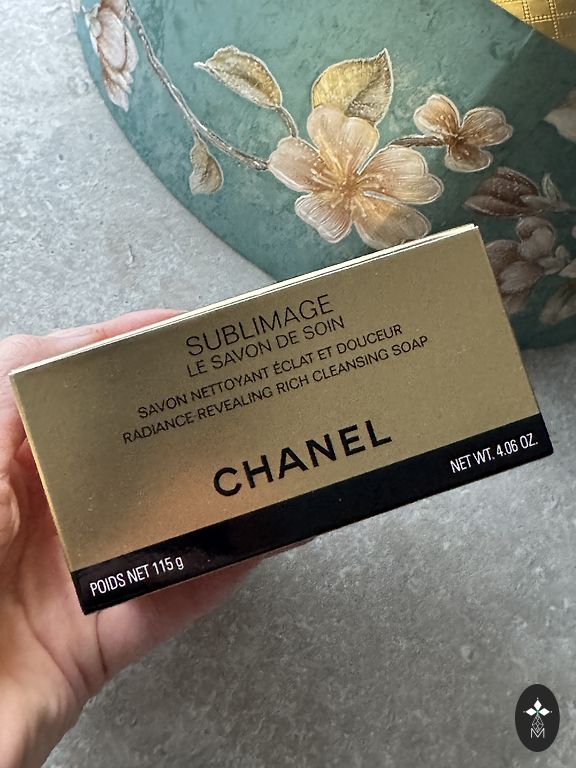 SUBLIMAGE
LE SAVON DE SOIN
SAVON NETTOYANT ÉCLAT ET DOUCEUR
RADIANCE-REVEALING RICH CLEANSING SOAP
CHANEL
POIDS NET 115 g
NET WT. 4.06 OZ.
M